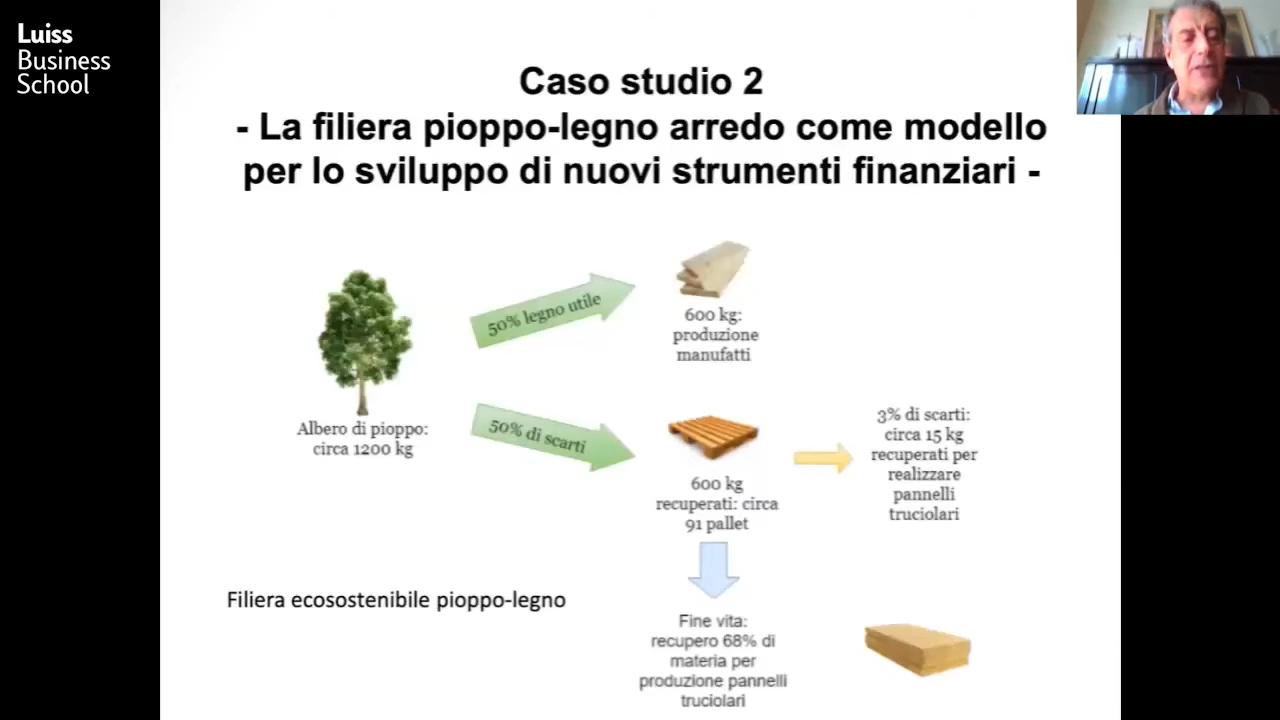 Luiss
Business
School
Caso studio 2
- La filiera pioppo-legno arredo come modello
per lo sviluppo di nuovi strumenti finanziari -
50% legno utile
600 kg:
produzione
manufatti
Albero di pioppo:
circa 1200 kg
50% di scarti
600 kg
recuperati: circa
91 pallet
3% di scarti:
circa 15 kg
recuperati per
realizzare
pannelli
truciolari
Filiera ecosostenibile pioppo-legno
Fine vita:
recupero 68% di
materia per
produzione pannelli
truciolari